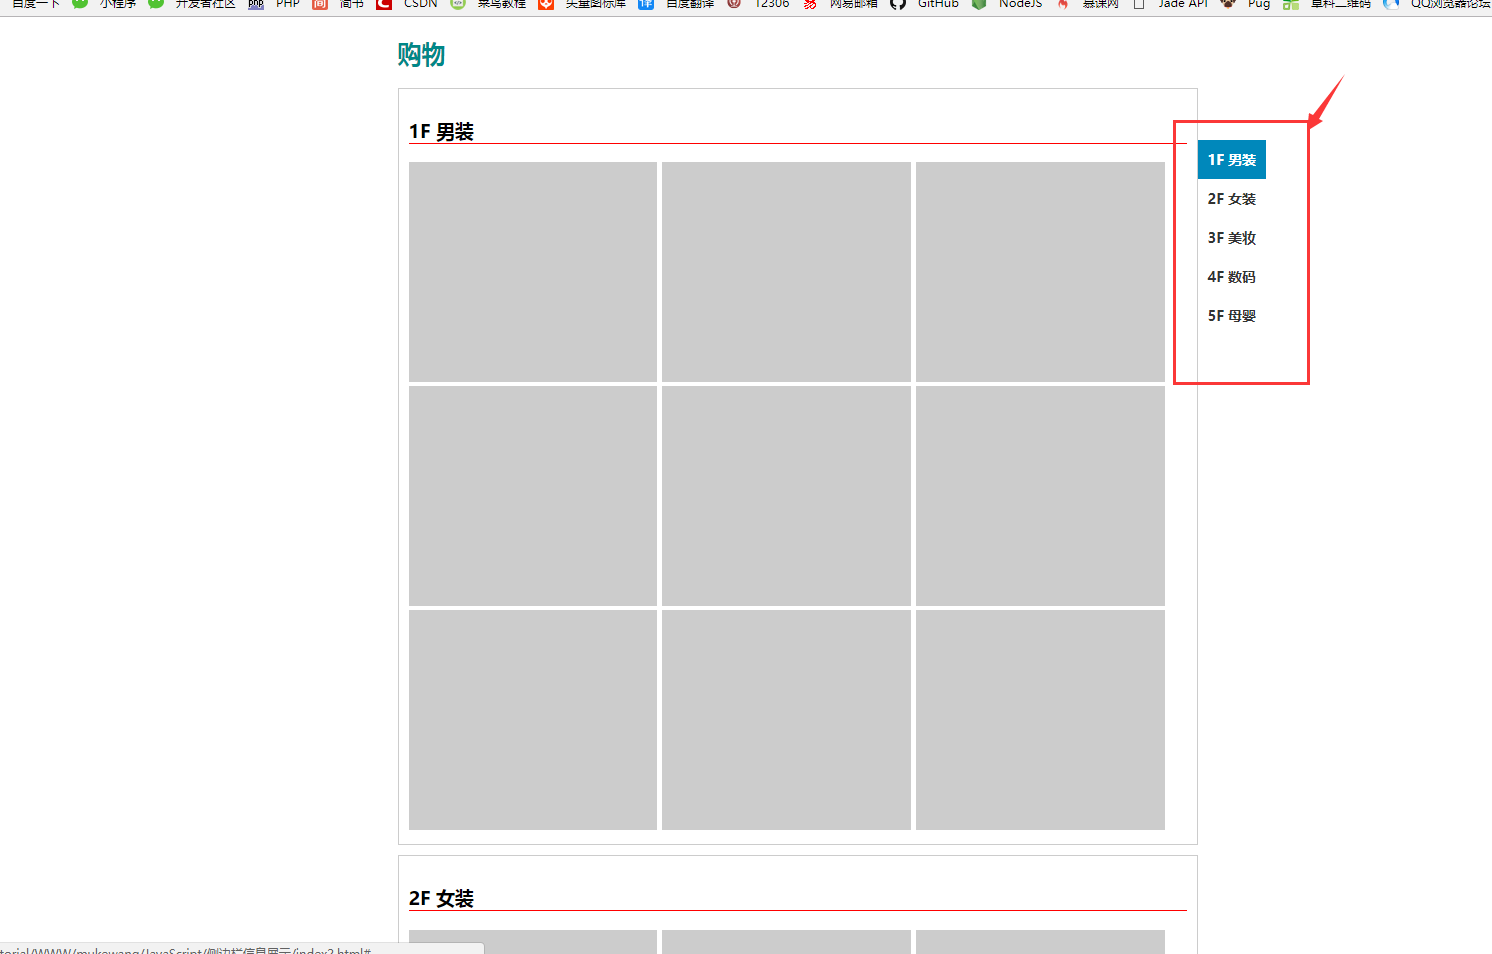 百度一下 小程序 开发者社区 PHP 简书 CSDN 菜鸟教程 矢量图标库 百度翻译 12306 网易邮箱 GitHub NodeJS 慕课网 Jade API Pug 草料二维码 QQ浏览器论坛
购物
1F 男装
1F 男装
2F 女装
3F 美妆
4F 数码
5F 母婴
2F 女装
torial/WWW/mukewang/JavaScript/侧边栏信息展示/index2.html#